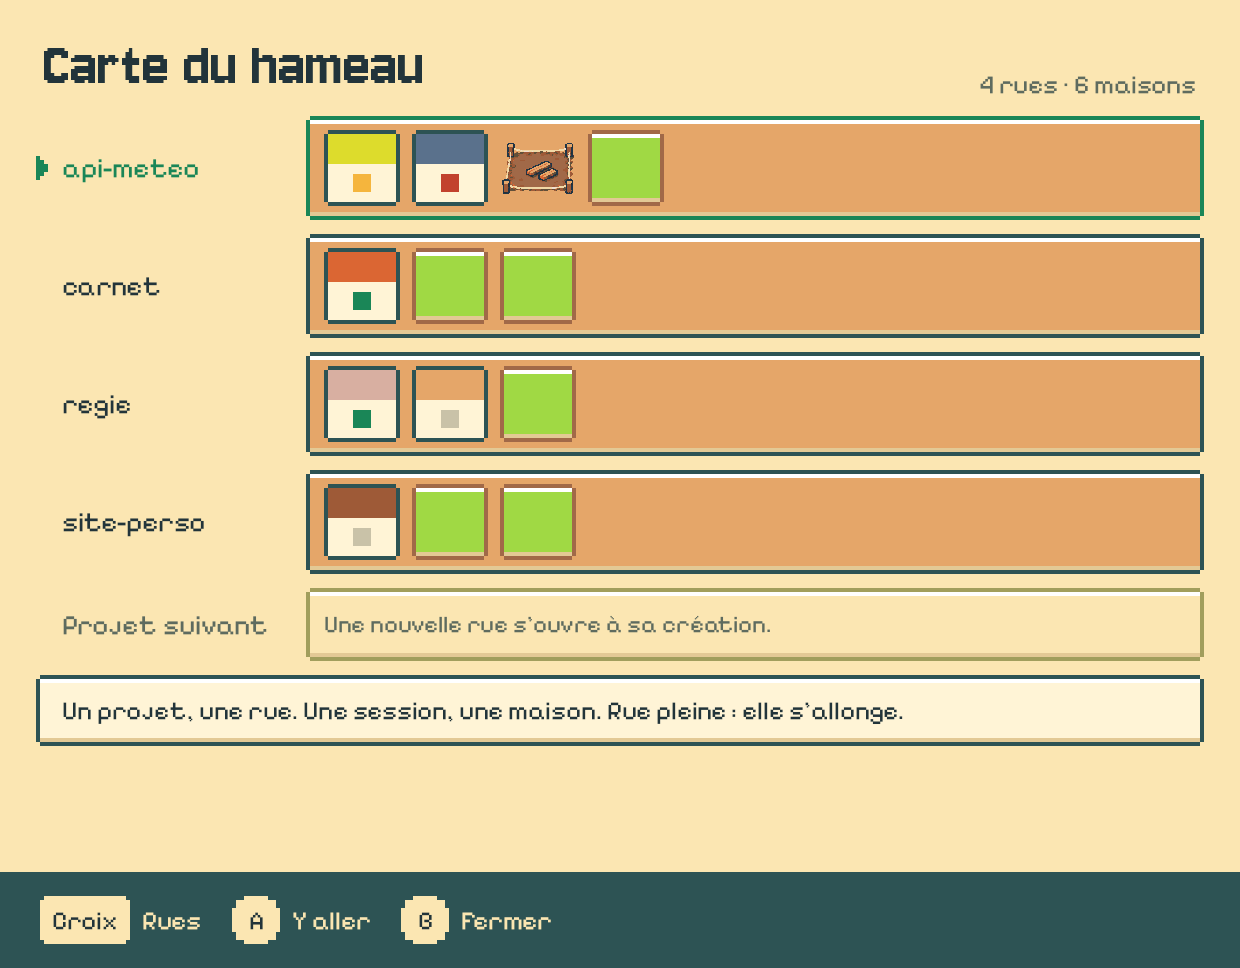 Carte du hameau
4 rues · 6 maisons
api-meteo
carnet
regie
site-perso
Projet suivant
Une nouvelle rue s'ouvre à sa création.
Un projet, une rue. Une session, une maison. Rue pleine : elle s'allonge.
Croix Rues A Y aller B Fermer